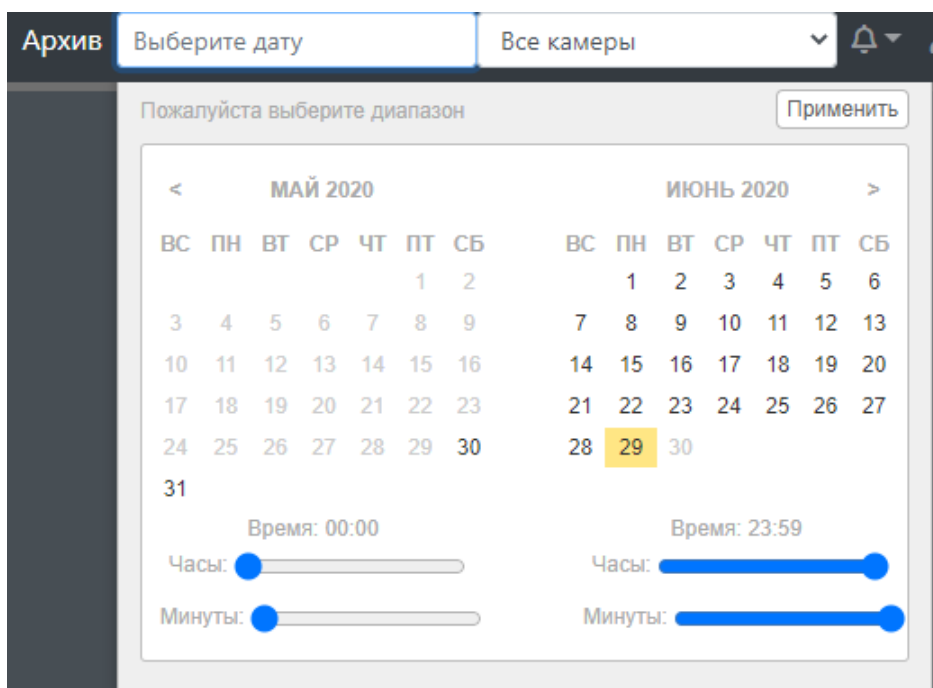 Архив Выберите дату Все камеры
Пожалуйста выберите диапазон Применить
< МАЙ 2020 ИЮНЬ 2020 >
ВС ПН ВТ СР ЧТ ПТ СБ ВС ПН ВТ СР ЧТ ПТ СБ
1 2 1 2 3 4 5 6
3 4 5 6 7 8 9 7 8 9 10 11 12 13
10 11 12 13 14 15 16 14 15 16 17 18 19 20
17 18 19 20 21 22 23 21 22 23 24 25 26 27
24 25 26 27 28 29 30 28 29 30
31
Время: 00:00 Время: 23:59
Часы: Часы:
Минуты: Минуты: